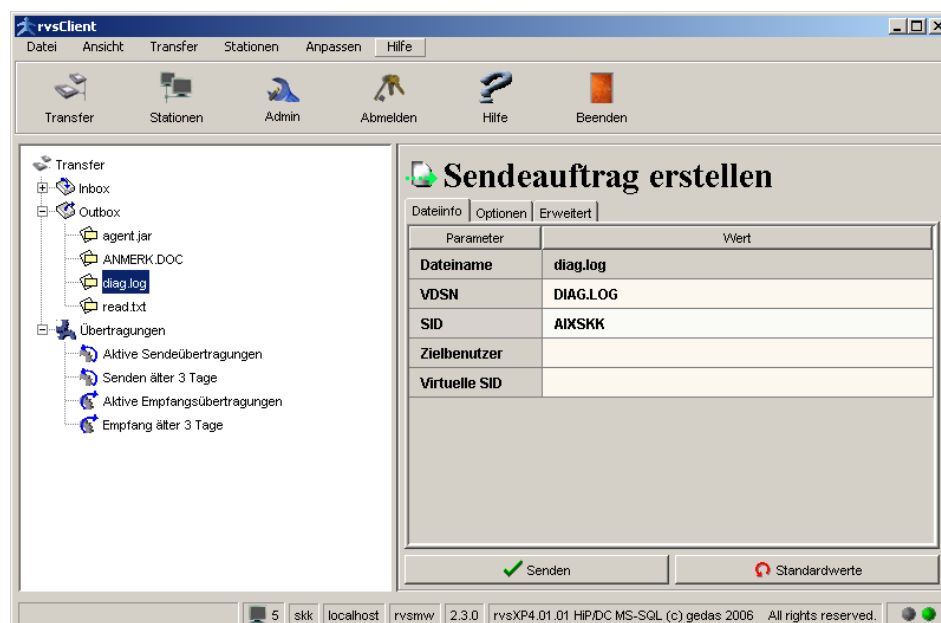 rvsClient
Datei Ansicht Transfer Stationen Anpassen Hilfe
Transfer Stationen Admin Abmelden Hilfe Beenden
Transfer
Inbox
Outbox
agent.jar
ANMERK.DOC
diag.log
read.txt
Übertragungen
Aktive Sendeübertragungen
Senden älter 3 Tage
Aktive Empfangsübertragungen
Empfang älter 3 Tage
Sendeauftrag erstellen
Dateiinfo Optionen Erweitert
Parameter Wert
Dateiname diag.log
VDSN DIAG.LOG
SID AIXSKK
Zielbenutzer
Virtuelle SID
Senden Standardwerte
5 skk localhost rvsmw 2.3.0 rvsXP4.01.01 HiP/DC MS-SQL (c) gedas 2006 All rights reserved.